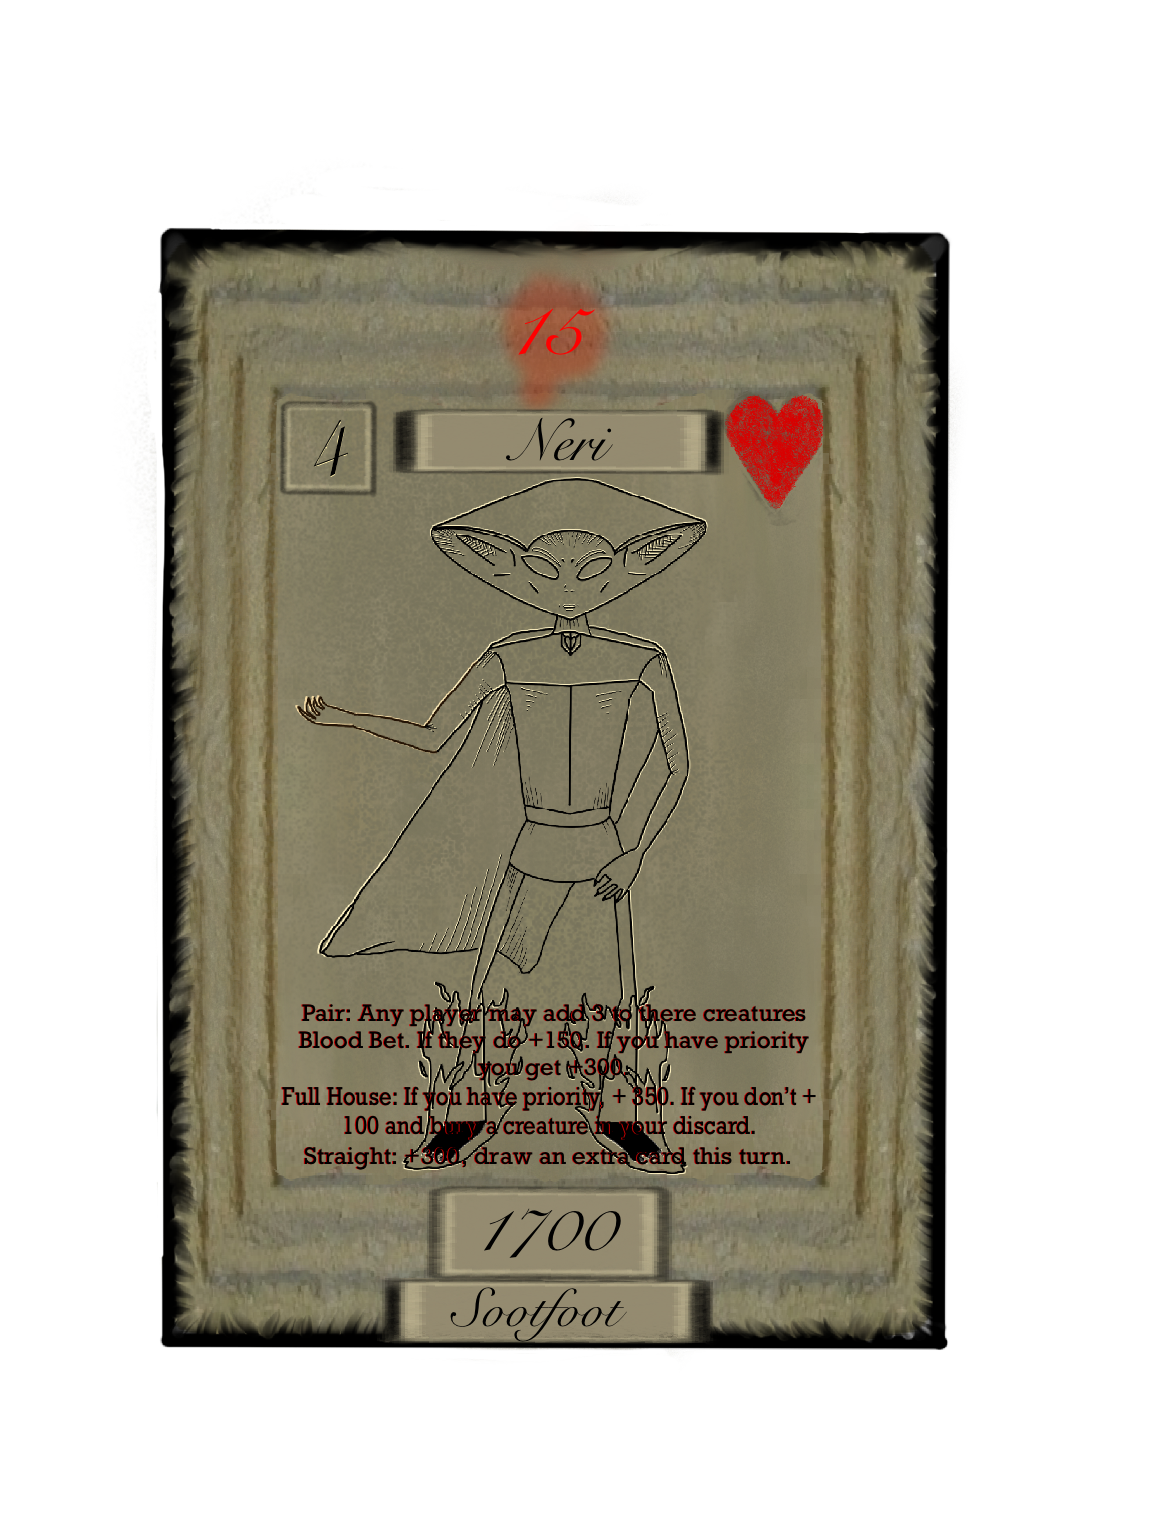 15
4
Neri
Pair: Any player may add 3 to there creatures
Blood Bet. If they do +150. If you have priority
you get +300.
Full House: If you have priority, + 350. If you don't +
100 and bury a creature in your discard.
Straight: +300, draw an extra card this turn.
1700
Sootfoot